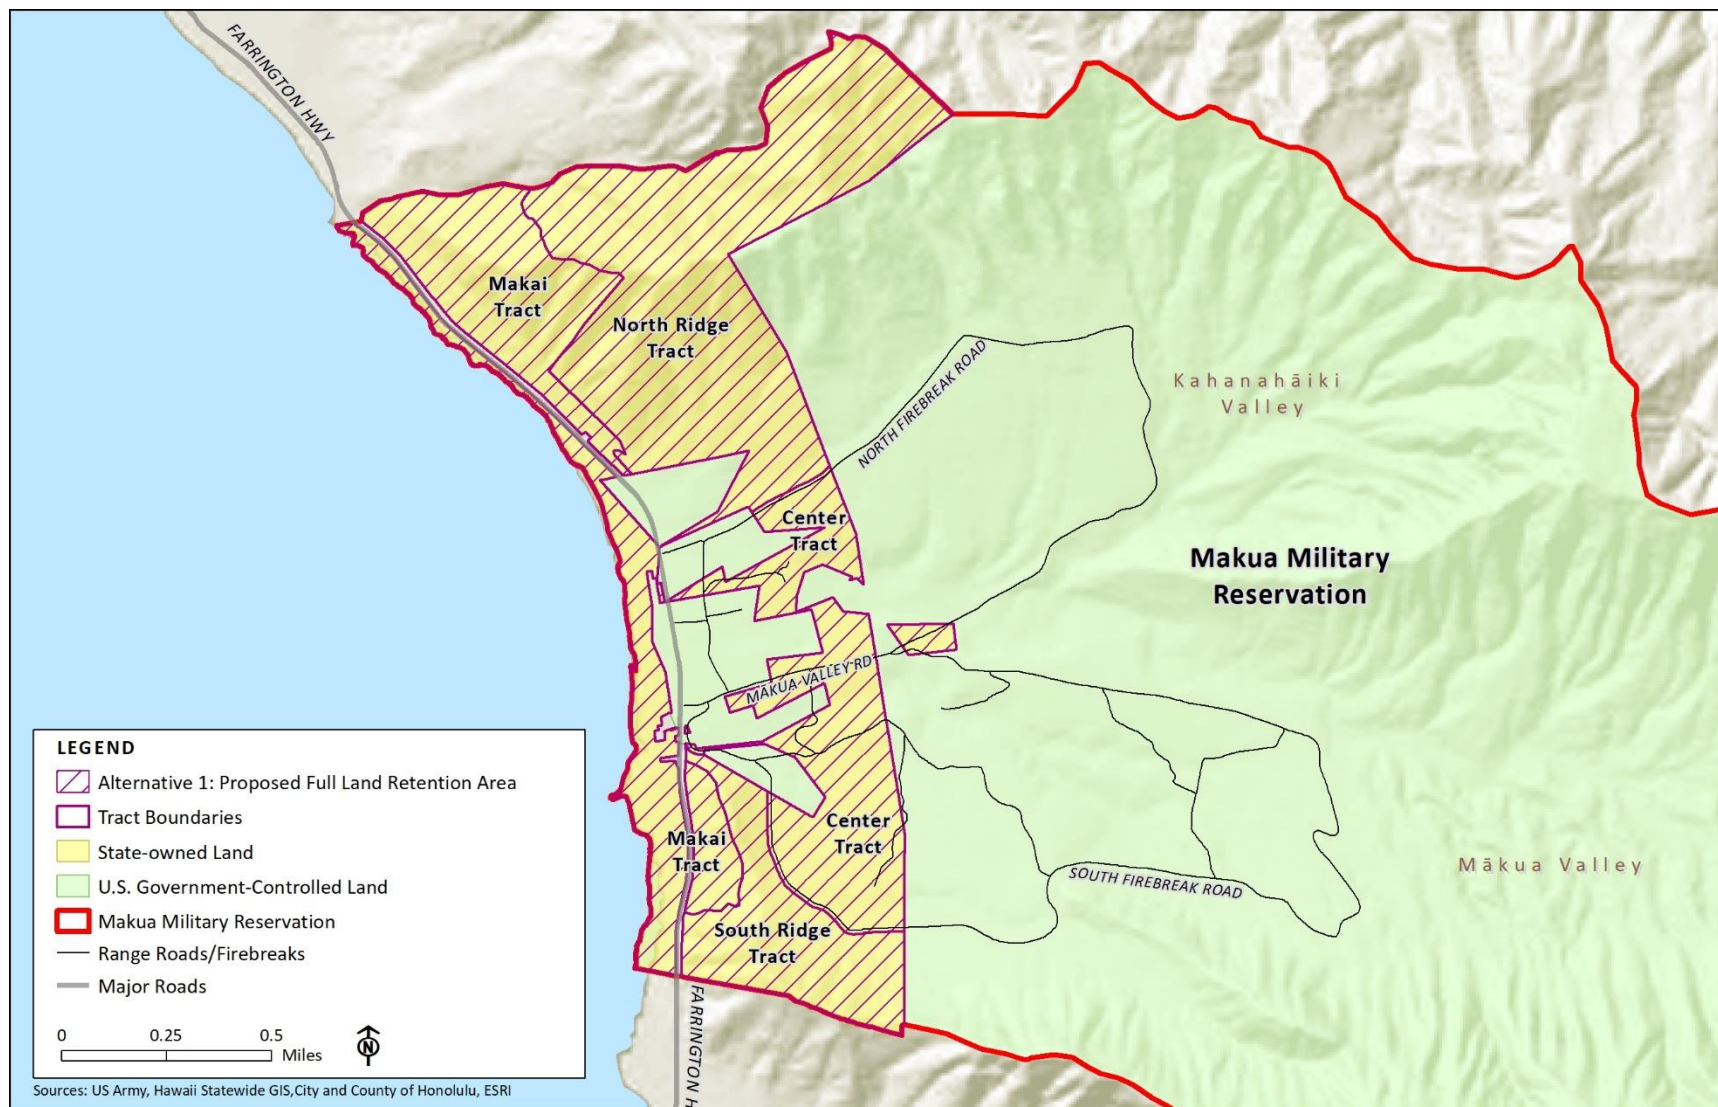 FARRINGTON HWY
Makai
Tract
North Ridge
Tract
NORTH FIREBREAK ROAD
Kahanahāiki
Valley
Center
Tract
Makua Military
Reservation
MĀKUA VALLEY RD
Makai
Tract
Center
Tract
SOUTH FIREBREAK ROAD
Mākua Valley
South Ridge
Tract
FARRINGTON H
LEGEND
Alternative 1: Proposed Full Land Retention Area
Tract Boundaries
State-owned Land
U.S. Government-Controlled Land
Makua Military Reservation
Range Roads/Firebreaks
Major Roads
0 0.25 0.5
Miles
N
Sources: US Army, Hawaii Statewide GIS,City and County of Honolulu, ESRI